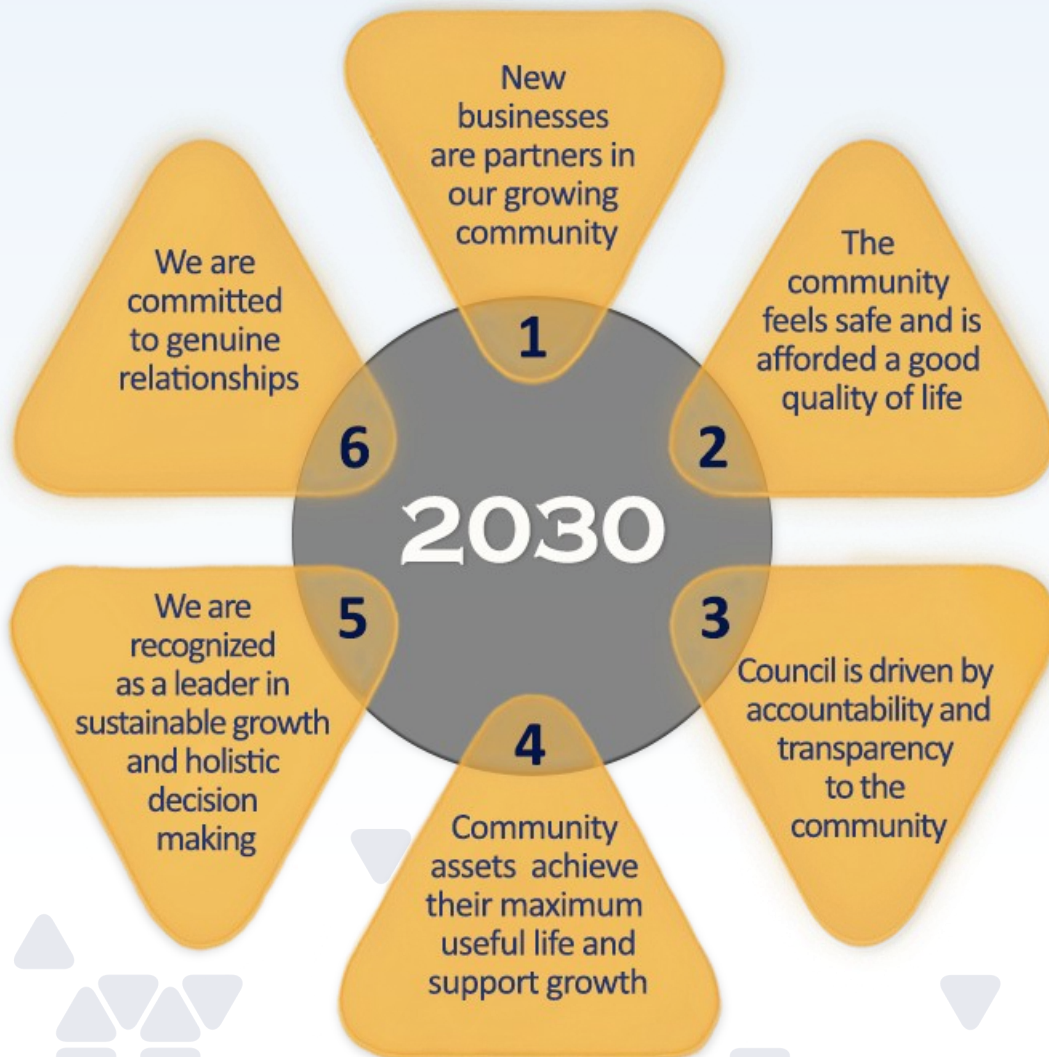 2030
1
New
businesses
are partners in
our growing
community
2
The
community
feels safe and is
afforded a good
quality of life
3
Council is driven by
accountability and
transparency
to the
community
4
Community
assets achieve
their maximum
useful life and
support growth
5
We are
recognized
as a leader in
sustainable growth
and holistic
decision
making
6
We are
committed
to genuine
relationships